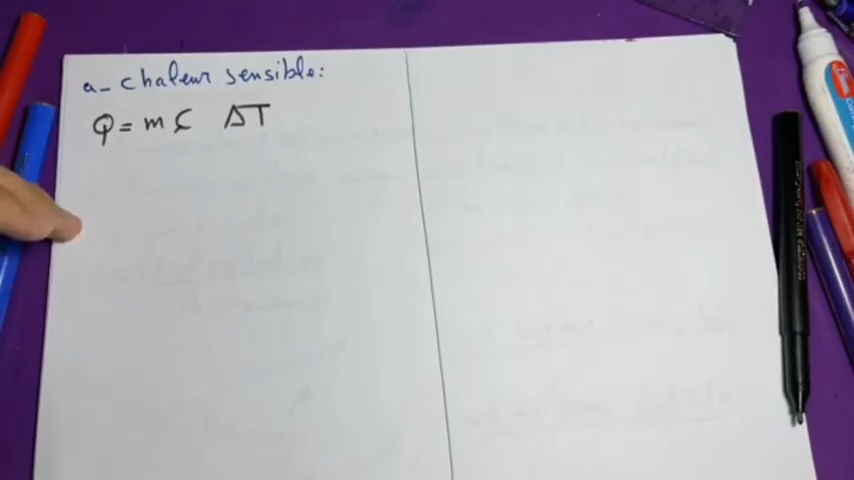 a- chaleur sensible:
Q = m c ΔT